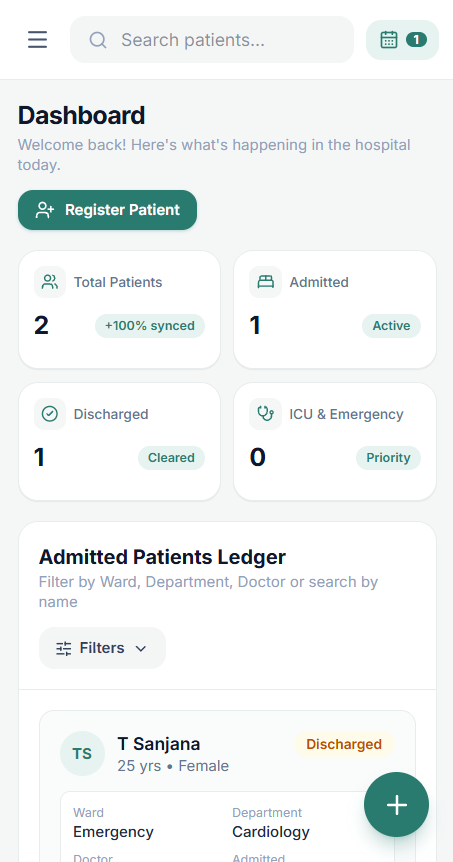 Search patients...
1
Dashboard
Welcome back! Here's what's happening in the hospital
today.
Register Patient
Total Patients
2
+100% synced
Admitted
1
Active
Discharged
1
Cleared
ICU & Emergency
0
Priority
Admitted Patients Ledger
Filter by Ward, Department, Doctor or search by
name
Filters
TS
T Sanjana
Discharged
25 yrs • Female
Ward
Department
Emergency
Cardiology
Doctor
Admitted